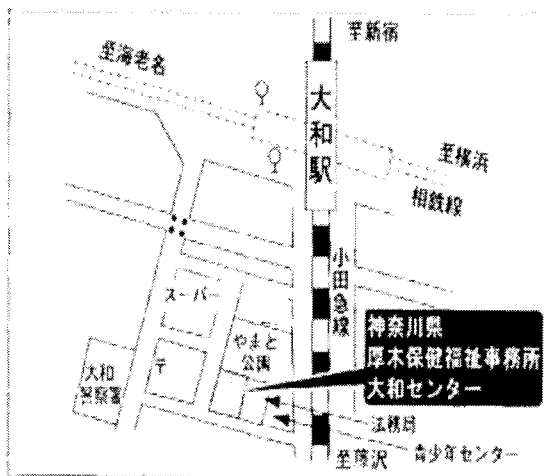 至新宿
至海老名
大和駅
至横浜
相鉄線
小田急線
スーパー
やまと
公園
〒
大和
警察署
神奈川県
厚木保健福祉事務所
大和センター
法務局
青少年センター
至藤沢